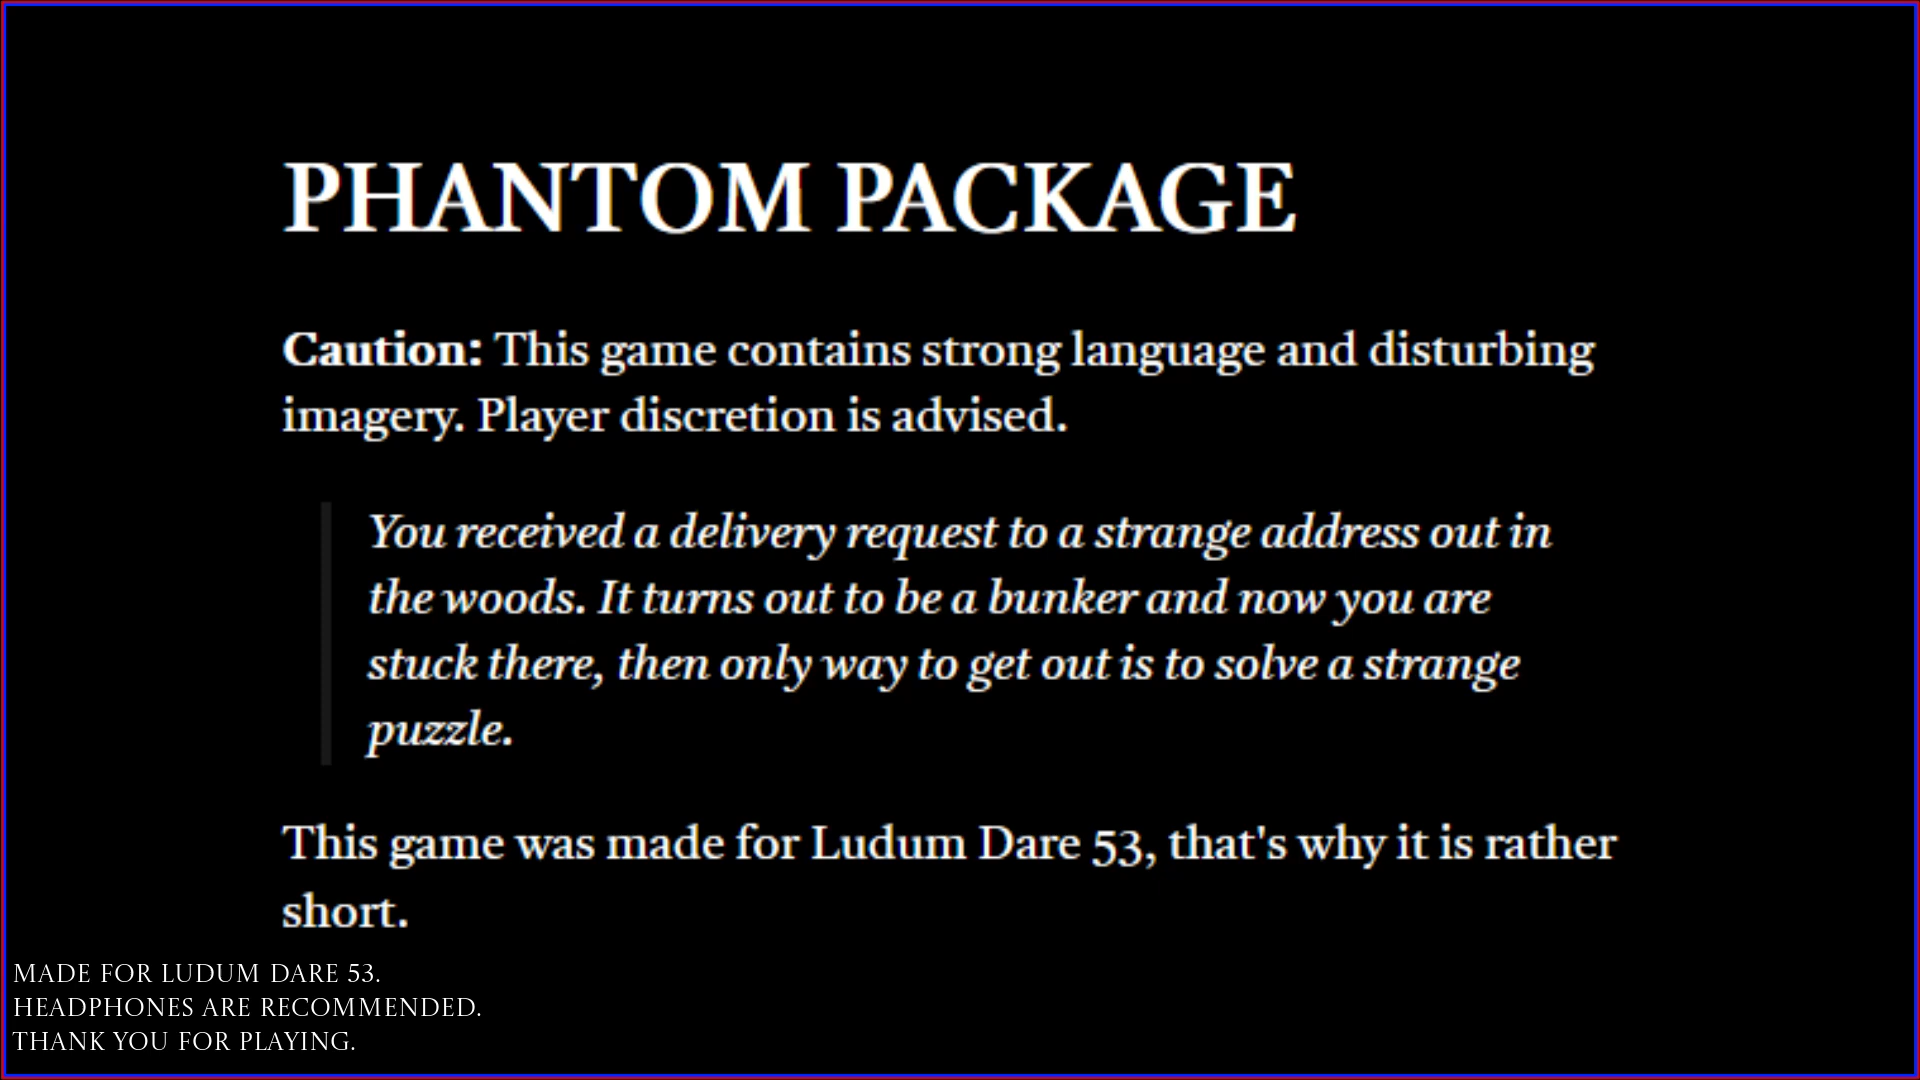 PHANTOM PACKAGE
Caution: This game contains strong language and disturbing
imagery. Player discretion is advised.
You received a delivery request to a strange address out in
the woods. It turns out to be a bunker and now you are
stuck there, then only way to get out is to solve a strange
puzzle.
This game was made for Ludum Dare 53, that's why it is rather
short.
MADE FOR LUDUM DARE 53.
HEADPHONES ARE RECOMMENDED.
THANK YOU FOR PLAYING.